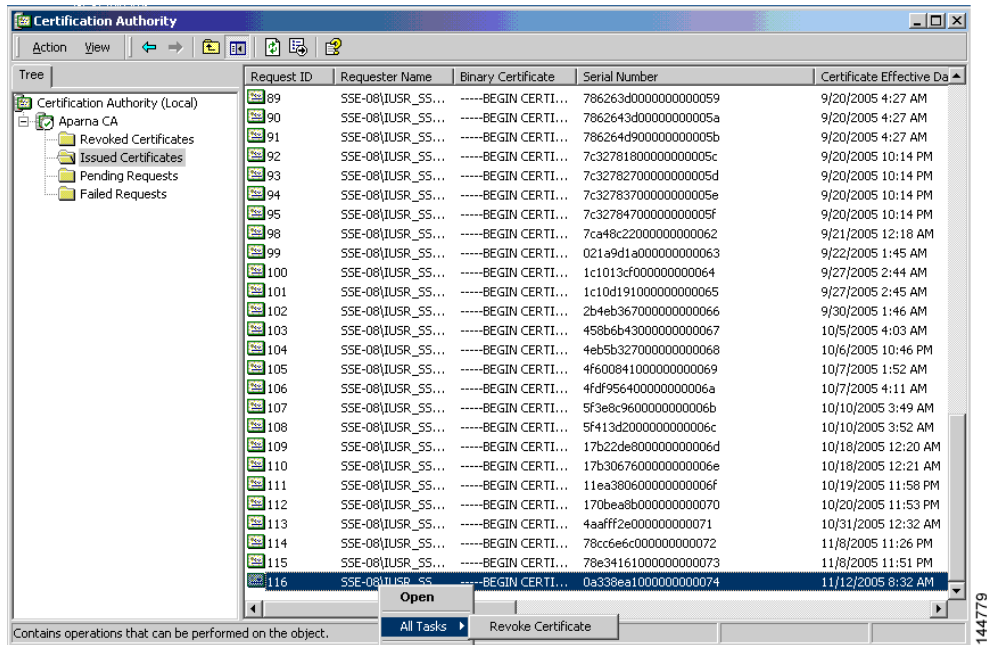 Certification Authority
Action View
Tree
Request ID Requester Name Binary Certificate Serial Number Certificate Effective Da
Certification Authority (Local)
Aparna CA
Revoked Certificates
Issued Certificates
Pending Requests
Failed Requests
89 SSE-08\IUSR_SS... -----BEGIN CERTI... 786263d0000000000059 9/20/2005 4:27 AM
90 SSE-08\IUSR_SS... -----BEGIN CERTI... 7862643d00000000005a 9/20/2005 4:27 AM
91 SSE-08\IUSR_SS... -----BEGIN CERTI... 786264d900000000005b 9/20/2005 4:27 AM
92 SSE-08\IUSR_SS... -----BEGIN CERTI... 7c32781800000000005c 9/20/2005 10:14 PM
93 SSE-08\IUSR_SS... -----BEGIN CERTI... 7c32782700000000005d 9/20/2005 10:14 PM
94 SSE-08\IUSR_SS... -----BEGIN CERTI... 7c32783700000000005e 9/20/2005 10:14 PM
95 SSE-08\IUSR_SS... -----BEGIN CERTI... 7c32784700000000005f 9/20/2005 10:14 PM
98 SSE-08\IUSR_SS... -----BEGIN CERTI... 7ca48c22000000000062 9/21/2005 12:18 AM
99 SSE-08\IUSR_SS... -----BEGIN CERTI... 021a9d1a000000000063 9/22/2005 1:45 AM
100 SSE-08\IUSR_SS... -----BEGIN CERTI... 1c1013cf000000000064 9/27/2005 2:44 AM
101 SSE-08\IUSR_SS... -----BEGIN CERTI... 1c10d191000000000065 9/27/2005 2:45 AM
102 SSE-08\IUSR_SS... -----BEGIN CERTI... 2b4eb367000000000066 9/30/2005 1:46 AM
103 SSE-08\IUSR_SS... -----BEGIN CERTI... 458b6b43000000000067 10/5/2005 4:03 AM
104 SSE-08\IUSR_SS... -----BEGIN CERTI... 4eb5b327000000000068 10/6/2005 10:46 PM
105 SSE-08\IUSR_SS... -----BEGIN CERTI... 4f600841000000000069 10/7/2005 1:52 AM
106 SSE-08\IUSR_SS... -----BEGIN CERTI... 4fdf956400000000006a 10/7/2005 4:11 AM
107 SSE-08\IUSR_SS... -----BEGIN CERTI... 5f3e8c9600000000006b 10/10/2005 3:49 AM
108 SSE-08\IUSR_SS... -----BEGIN CERTI... 5f413d2000000000006c 10/10/2005 3:52 AM
109 SSE-08\IUSR_SS... -----BEGIN CERTI... 17b22de800000000006d 10/18/2005 12:20 AM
110 SSE-08\IUSR_SS... -----BEGIN CERTI... 17b3067600000000006e 10/18/2005 12:21 AM
111 SSE-08\IUSR_SS... -----BEGIN CERTI... 11ea380600000000006f 10/19/2005 11:58 PM
112 SSE-08\IUSR_SS... -----BEGIN CERTI... 170bea8b000000000070 10/20/2005 11:53 PM
113 SSE-08\IUSR_SS... -----BEGIN CERTI... 4aafff2e000000000071 10/31/2005 12:32 AM
114 SSE-08\IUSR_SS... -----BEGIN CERTI... 78cc6e6c000000000072 11/8/2005 11:26 PM
115 SSE-08\IUSR_SS... -----BEGIN CERTI... 78e34161000000000073 11/8/2005 11:51 PM
116 SSE-08\IUSR_SS... -----BEGIN CERTI... 0a338ea1000000000074 11/12/2005 8:32 AM
Open
All Tasks
Revoke Certificate
Contains operations that can be performed on the object.
144779